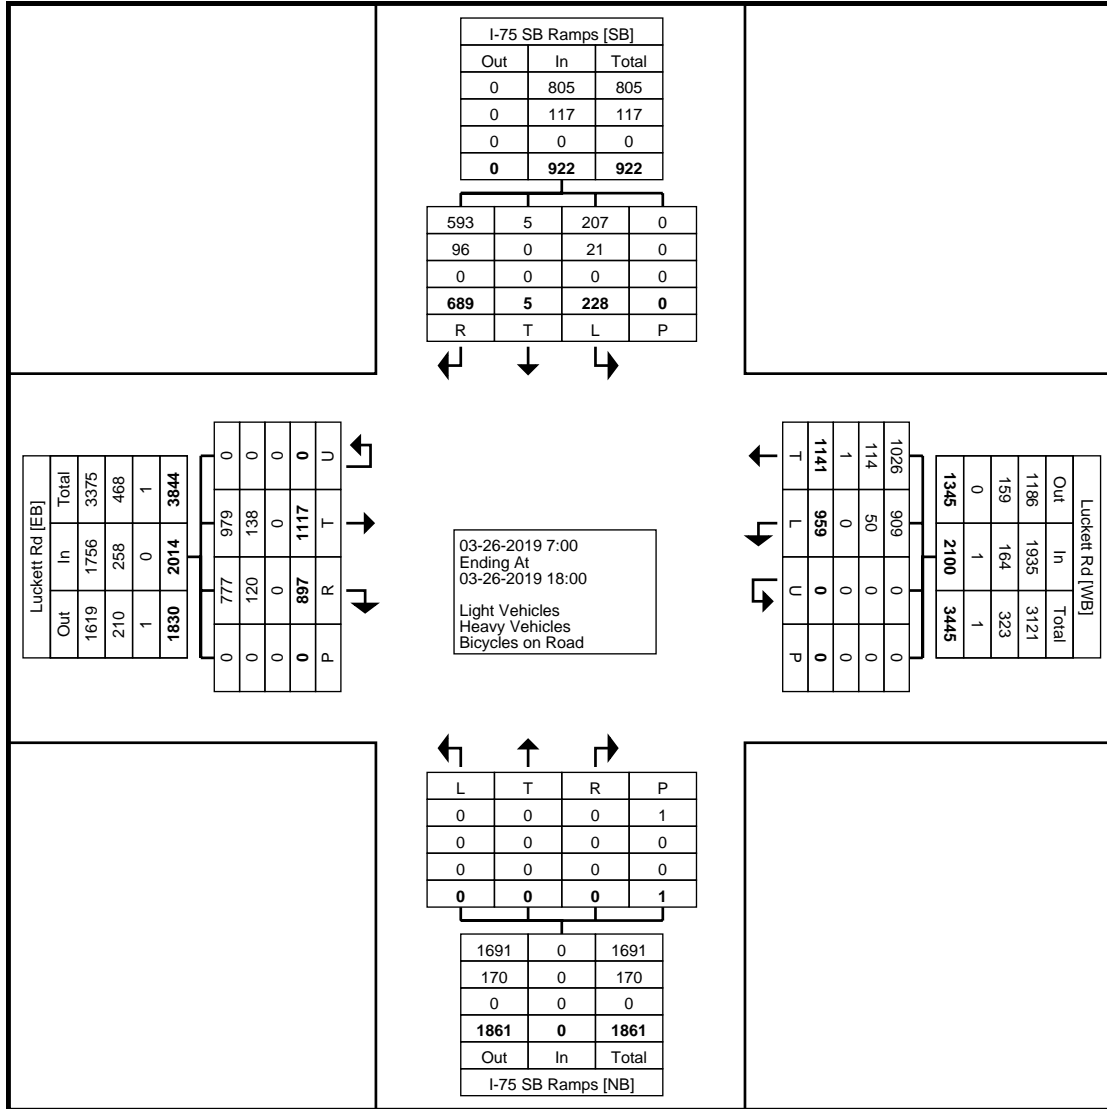 I-75 SB Ramps [SB]
Out In Total
0 805 805
0 117 117
0 0 0
0 922 922
593 5 207 0
96 0 21 0
0 0 0 0
689 5 228 0
R T L P
Luckett Rd [EB]
Total In Out
3375 1756 1619
468 258 210
1 0 1
3844 2014 1830
0 979 777 0
0 138 120 0
0 0 0 0
0 1117 897 0
U T R P
03-26-2019 7:00
Ending At
03-26-2019 18:00
Light Vehicles
Heavy Vehicles
Bicycles on Road
Luckett Rd [WB]
Out In Total
1186 1935 3121
159 164 323
0 1 1
1345 2100 3445
1026 909 0 0
114 50 0 0
1 0 0 0
1141 959 0 0
T L U P
L T R P
0 0 0 1
0 0 0 0
0 0 0 0
0 0 0 1
1691 0 1691
170 0 170
0 0 0
1861 0 1861
Out In Total
I-75 SB Ramps [NB]